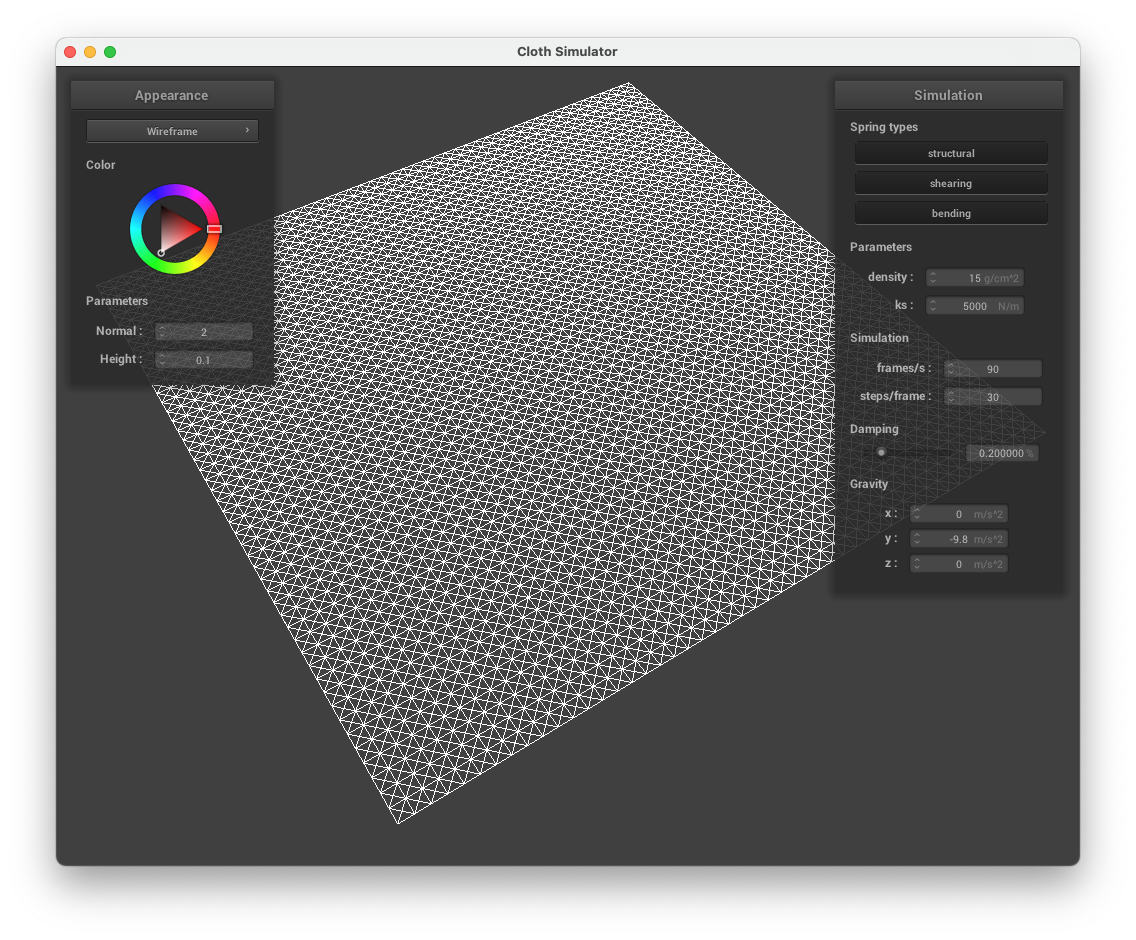 Cloth Simulator
Appearance
Wireframe ›
Color
Parameters
Normal : 2
Height : 0.1
Simulation
Spring types
structural
shearing
bending
Parameters
density : 15 g/cm^2
ks : 5000 N/m
Simulation
frames/s : 90
steps/frame : 30
Damping
0.200000 %
Gravity
x : 0 m/s^2
y : -9.8 m/s^2
z : 0 m/s^2